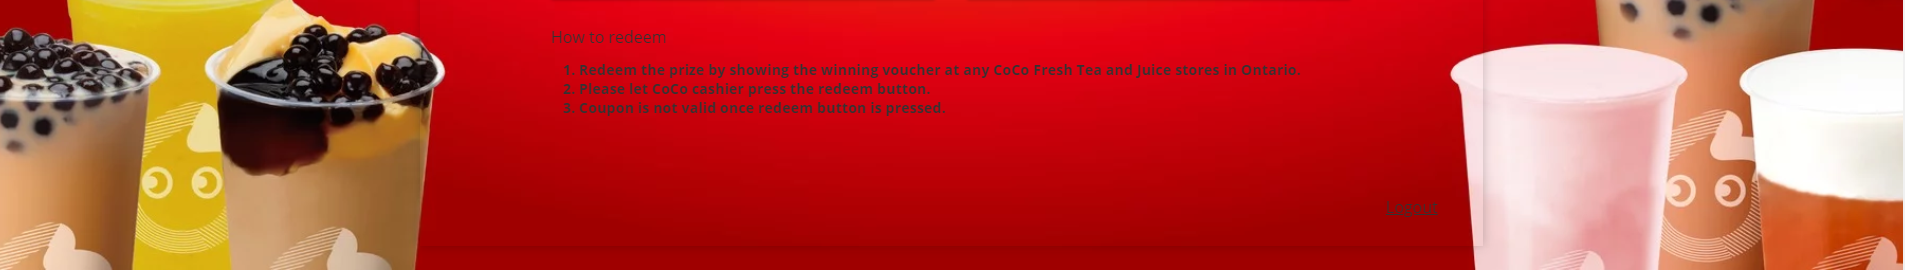 How to redeem
1. Redeem the prize by showing the winning voucher at any CoCo Fresh Tea and Juice stores in Ontario.
2. Please let CoCo cashier press the redeem button.
3. Coupon is not valid once redeem button is pressed.
Logout